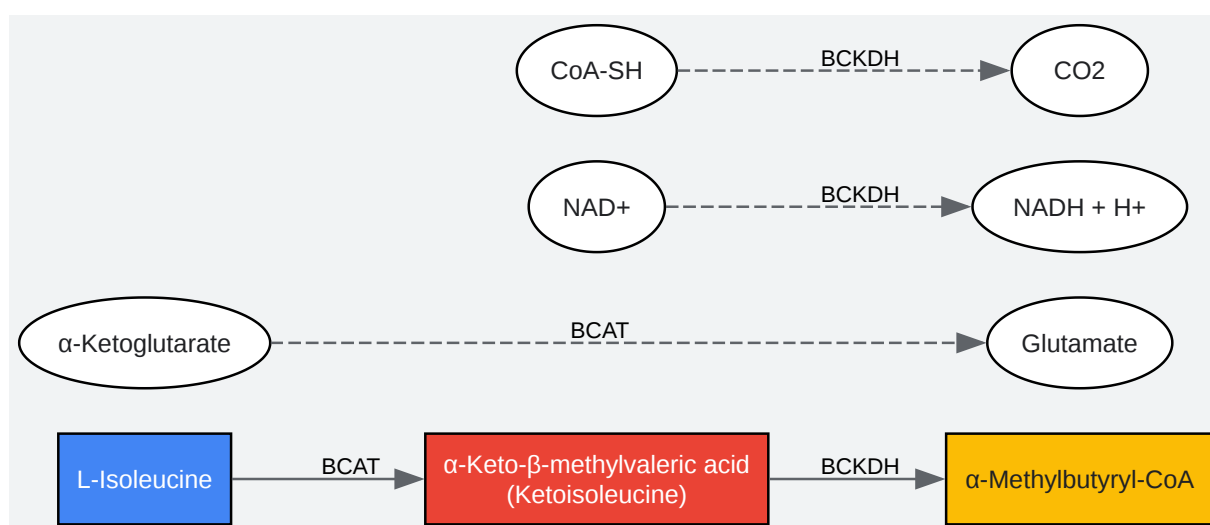 CoA-SH
BCKDH
CO2
NAD+
BCKDH
NADH + H+
α-Ketoglutarate
BCAT
Glutamate
L-Isoleucine
BCAT
α-Keto-β-methylvaleric acid
(Ketoisoleucine)
BCKDH
α-Methylbutyryl-CoA